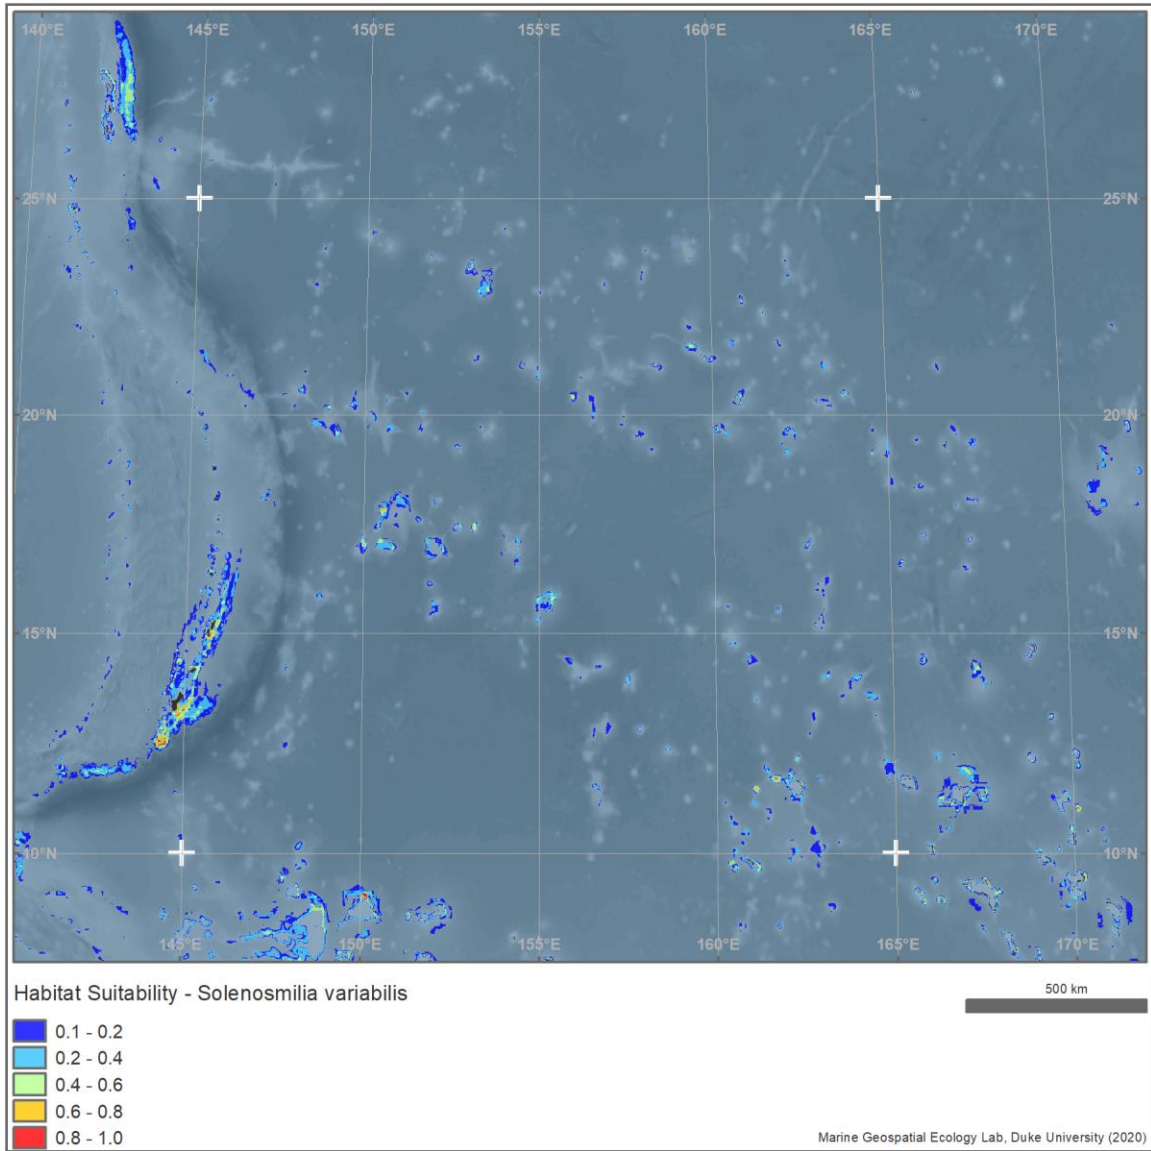 140°E 145°E 150°E 155°E 160°E 165°E 170°E
25°N 25°N
20°N 20°N
15°N 15°N
10°N 10°N
145°E 150°E 155°E 160°E 165°E 170°E
Habitat Suitability - Solenosmilia variabilis
500 km
0.1 - 0.2
0.2 - 0.4
0.4 - 0.6
0.6 - 0.8
0.8 - 1.0
Marine Geospatial Ecology Lab, Duke University (2020)